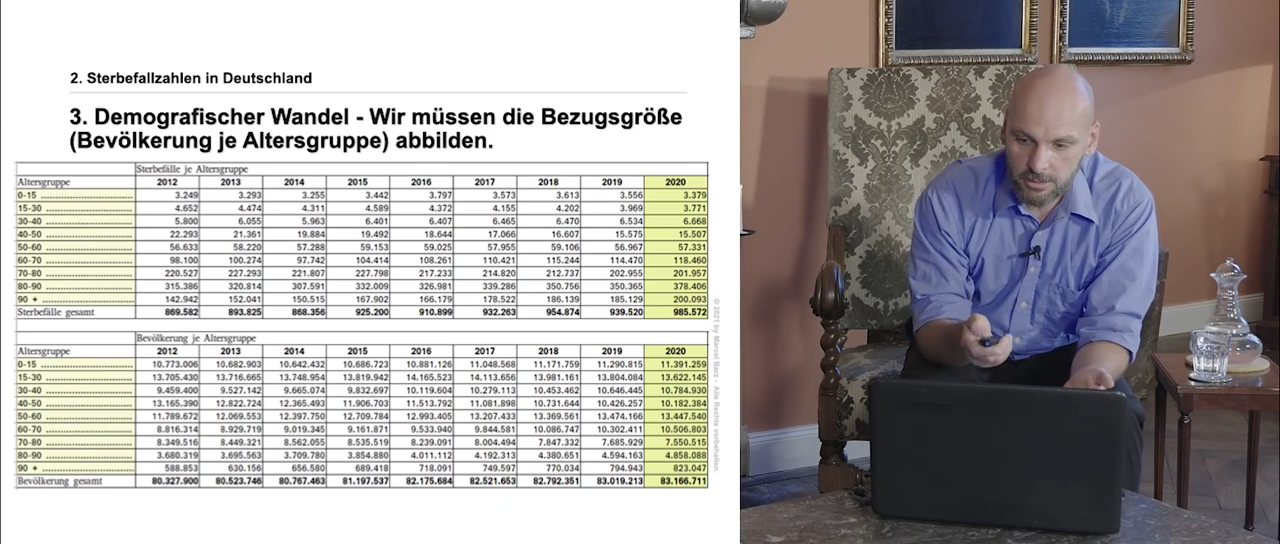 2. Sterbefallzahlen in Deutschland
3. Demografischer Wandel - Wir müssen die Bezugsgröße
(Bevölkerung je Altersgruppe) abbilden.
Sterbefälle je Altersgruppe
Altersgruppe 2012 2013 2014 2015 2016 2017 2018 2019 2020
0-15 3.249 3.293 3.255 3.442 3.797 3.573 3.613 3.556 3.379
15-30 4.652 4.474 4.311 4.589 4.372 4.155 4.202 3.969 3.771
30-40 5.800 6.055 5.963 6.401 6.407 6.465 6.470 6.534 6.668
40-50 22.293 21.361 19.884 19.492 18.644 17.066 16.607 15.575 15.507
50-60 56.633 58.220 57.288 59.153 59.025 57.955 59.106 56.967 57.331
60-70 98.100 100.274 97.742 104.414 108.261 110.421 115.244 114.470 118.460
70-80 220.527 227.293 221.807 227.798 217.233 214.820 212.737 202.955 201.957
80-90 315.386 320.814 307.591 332.009 326.981 339.286 350.756 350.365 378.406
90 + 142.942 152.041 150.515 167.902 166.179 178.522 186.139 185.129 200.093
Sterbefälle gesamt 869.582 893.825 868.356 925.200 910.899 932.263 954.874 939.520 985.572
Bevölkerung je Altersgruppe
Altersgruppe 2012 2013 2014 2015 2016 2017 2018 2019 2020
0-15 10.773.006 10.682.903 10.642.432 10.686.723 10.881.126 11.048.568 11.171.759 11.290.815 11.391.259
15-30 13.705.430 13.716.665 13.748.954 13.819.942 14.165.523 14.113.656 13.981.161 13.804.084 13.622.145
30-40 9.459.400 9.527.142 9.665.074 9.832.697 10.119.604 10.279.113 10.453.462 10.646.445 10.784.930
40-50 13.165.390 12.822.724 12.365.493 11.906.703 11.513.792 11.081.898 10.731.644 10.426.257 10.182.384
50-60 11.789.672 12.069.553 12.397.750 12.709.784 12.993.405 13.207.433 13.369.561 13.474.166 13.447.540
60-70 8.816.314 8.929.719 9.019.345 9.161.871 9.533.940 9.844.581 10.086.747 10.302.411 10.506.803
70-80 8.349.516 8.449.321 8.562.055 8.535.519 8.239.091 8.004.494 7.847.332 7.685.929 7.550.515
80-90 3.680.319 3.695.563 3.709.780 3.854.880 4.011.112 4.192.313 4.380.651 4.594.163 4.858.088
90 + 588.853 630.156 656.580 689.418 718.091 749.597 770.034 794.943 823.047
Bevölkerung gesamt 80.327.900 80.523.746 80.767.463 81.197.537 82.175.684 82.521.653 82.792.351 83.019.213 83.166.711
© 2021 by Marcel Barz - Alle Rechte vorbehalten.